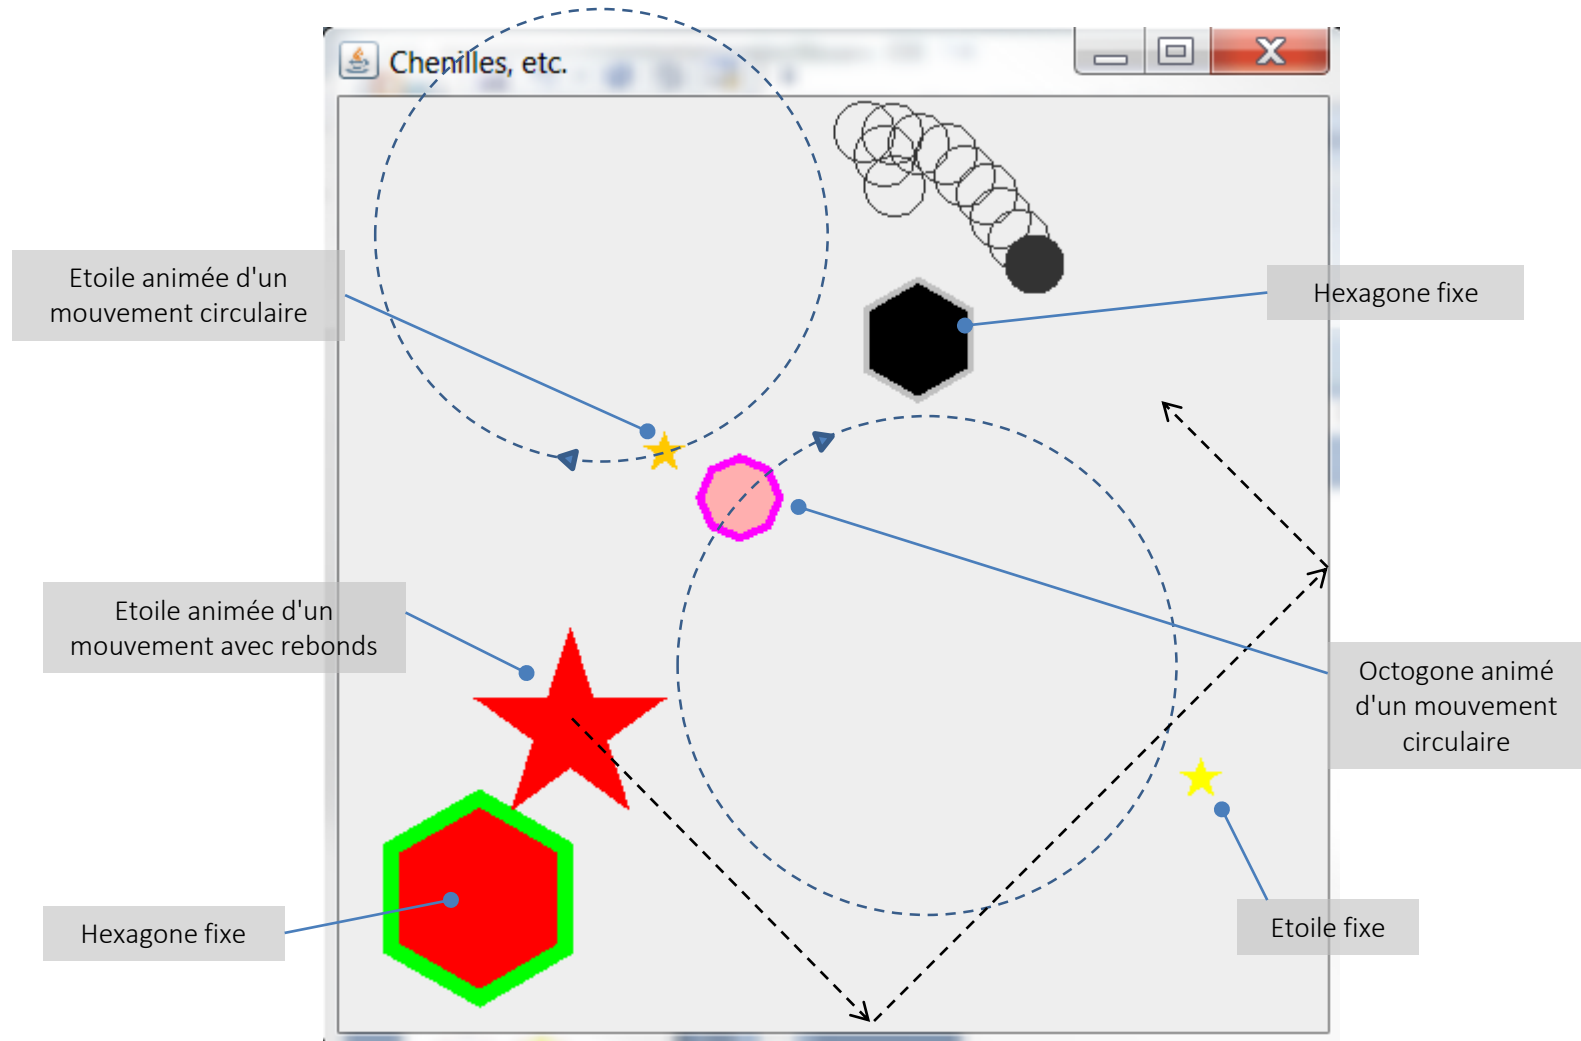 Chenilles, etc.
Etoile animée d'un
mouvement circulaire
Hexagone fixe
Etoile animée d'un
mouvement avec rebonds
Octogone animé
d'un mouvement
circulaire
Hexagone fixe
Etoile fixe